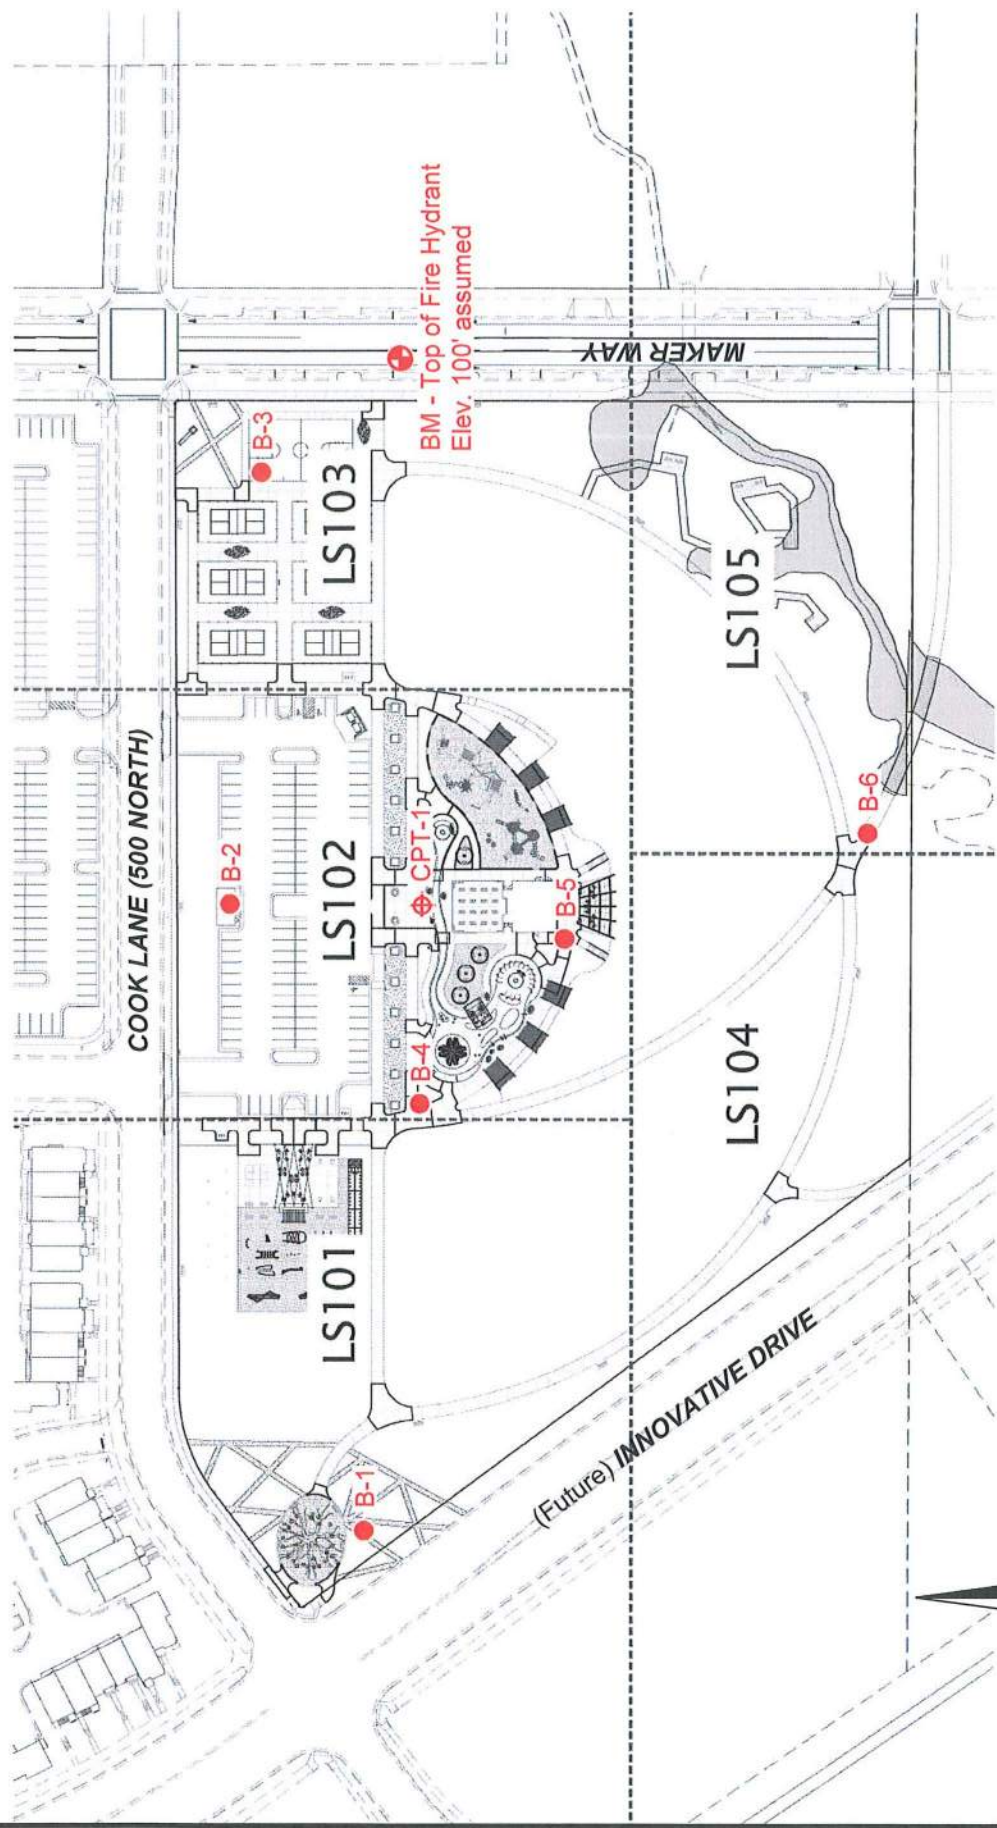 COOK LANE (500 NORTH)
B-2
B-3
LS101
LS102
LS103
BM - Top of Fire Hydrant
Elev. 100' assumed
MAKER WAY
B-1
B-4
CPT-1
B-5
(Future) INNOVATIVE DRIVE
LS104
LS105
B-6